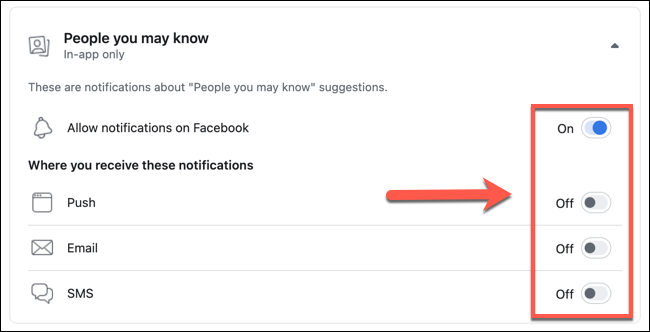 People you may know
In-app only
These are notifications about "People you may know" suggestions.
Allow notifications on Facebook On
Where you receive these notifications
Push Off
Email Off
SMS Off